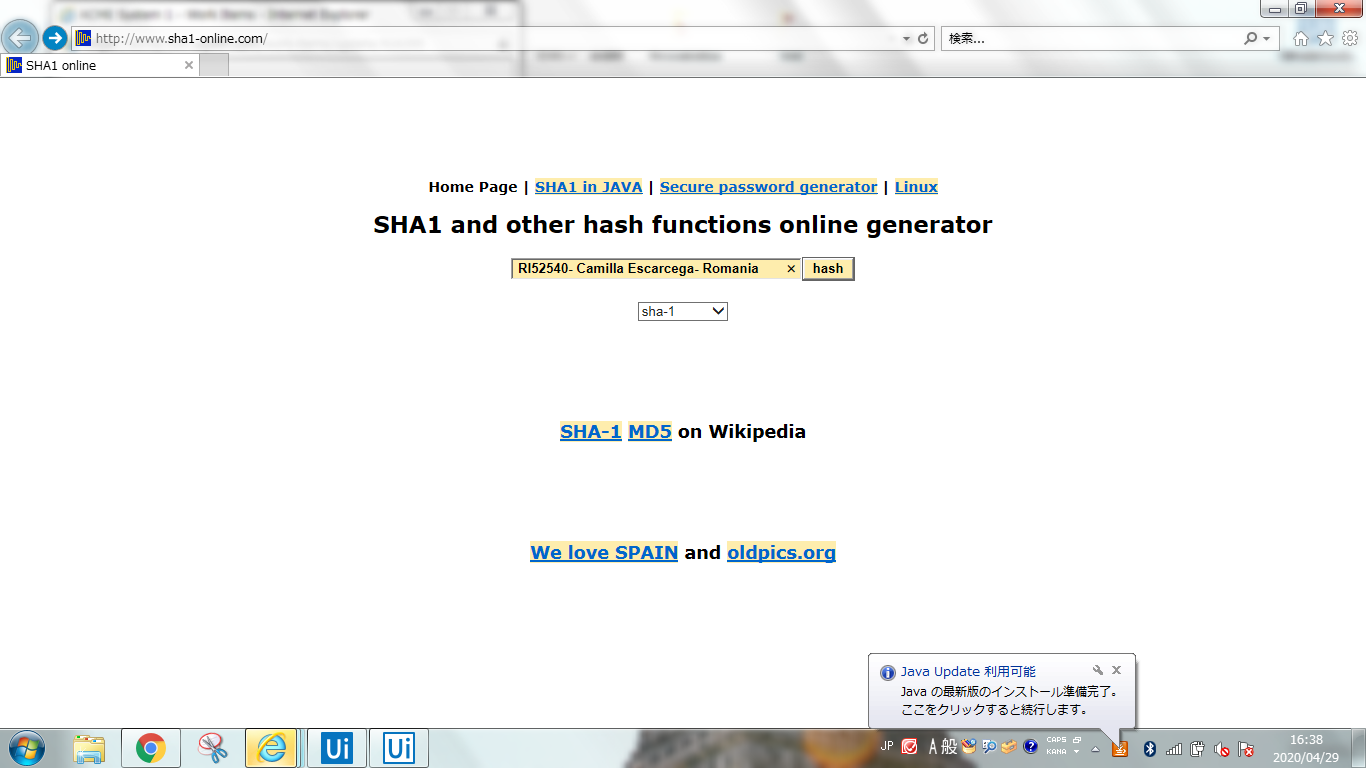 ACME System 1 - Work Items - Internet Explorer
http://www.sha1-online.com/
検索...
SHA1 online
Home Page | SHA1 in JAVA | Secure password generator | Linux
SHA1 and other hash functions online generator
RI52540- Camilla Escarcega- Romania
hash
sha-1
SHA-1 MD5 on Wikipedia
We love SPAIN and oldpics.org
Java Update 利用可能
Java の最新版のインストール準備完了。
ここをクリックすると続行します。
Ui
Ui
JP
A 般
CAPS
KANA
16:38
2020/04/29